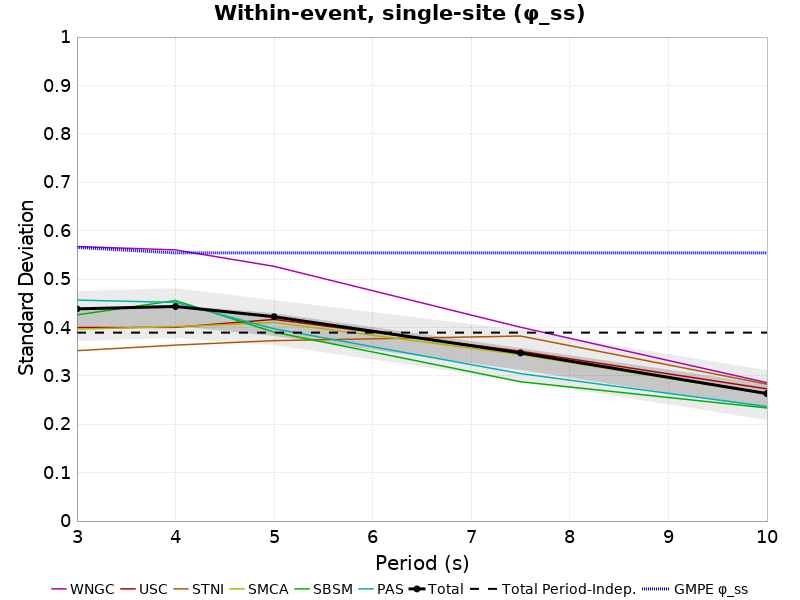 Within-event, single-site (φ_ss)
1
0.9
0.8
0.7
0.6
0.5
0.4
0.3
0.2
0.1
0
Standard Deviation
3 4 5 6 7 8 9 10
Period (s)
WNGC USC STNI SMCA SBSM PAS Total Total Period-Indep. GMPE φ_ss